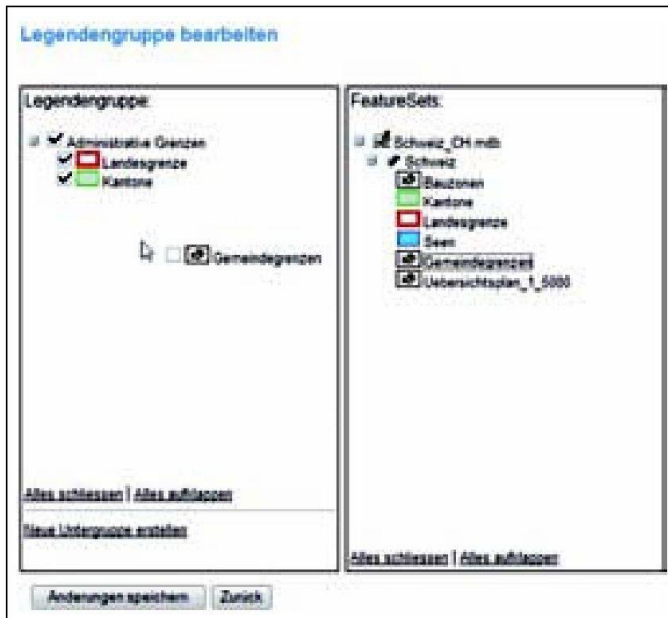 Legendengruppe bearbeiten
Legendengruppe:
Administrative Grenzen
Landesgrenze
Kantone
Gemeindegrenzen
Alles schliessen | Alles aufklappen
Neue Untergruppe erstellen
FeatureSets:
Schweiz_CH.mdb
Schweiz
Bauzonen
Kantone
Landesgrenze
Seen
Gemeindegrenzen
Uebersichtsplan_1_5000
Alles schliessen | Alles aufklappen
Änderungen speichern
Zurück